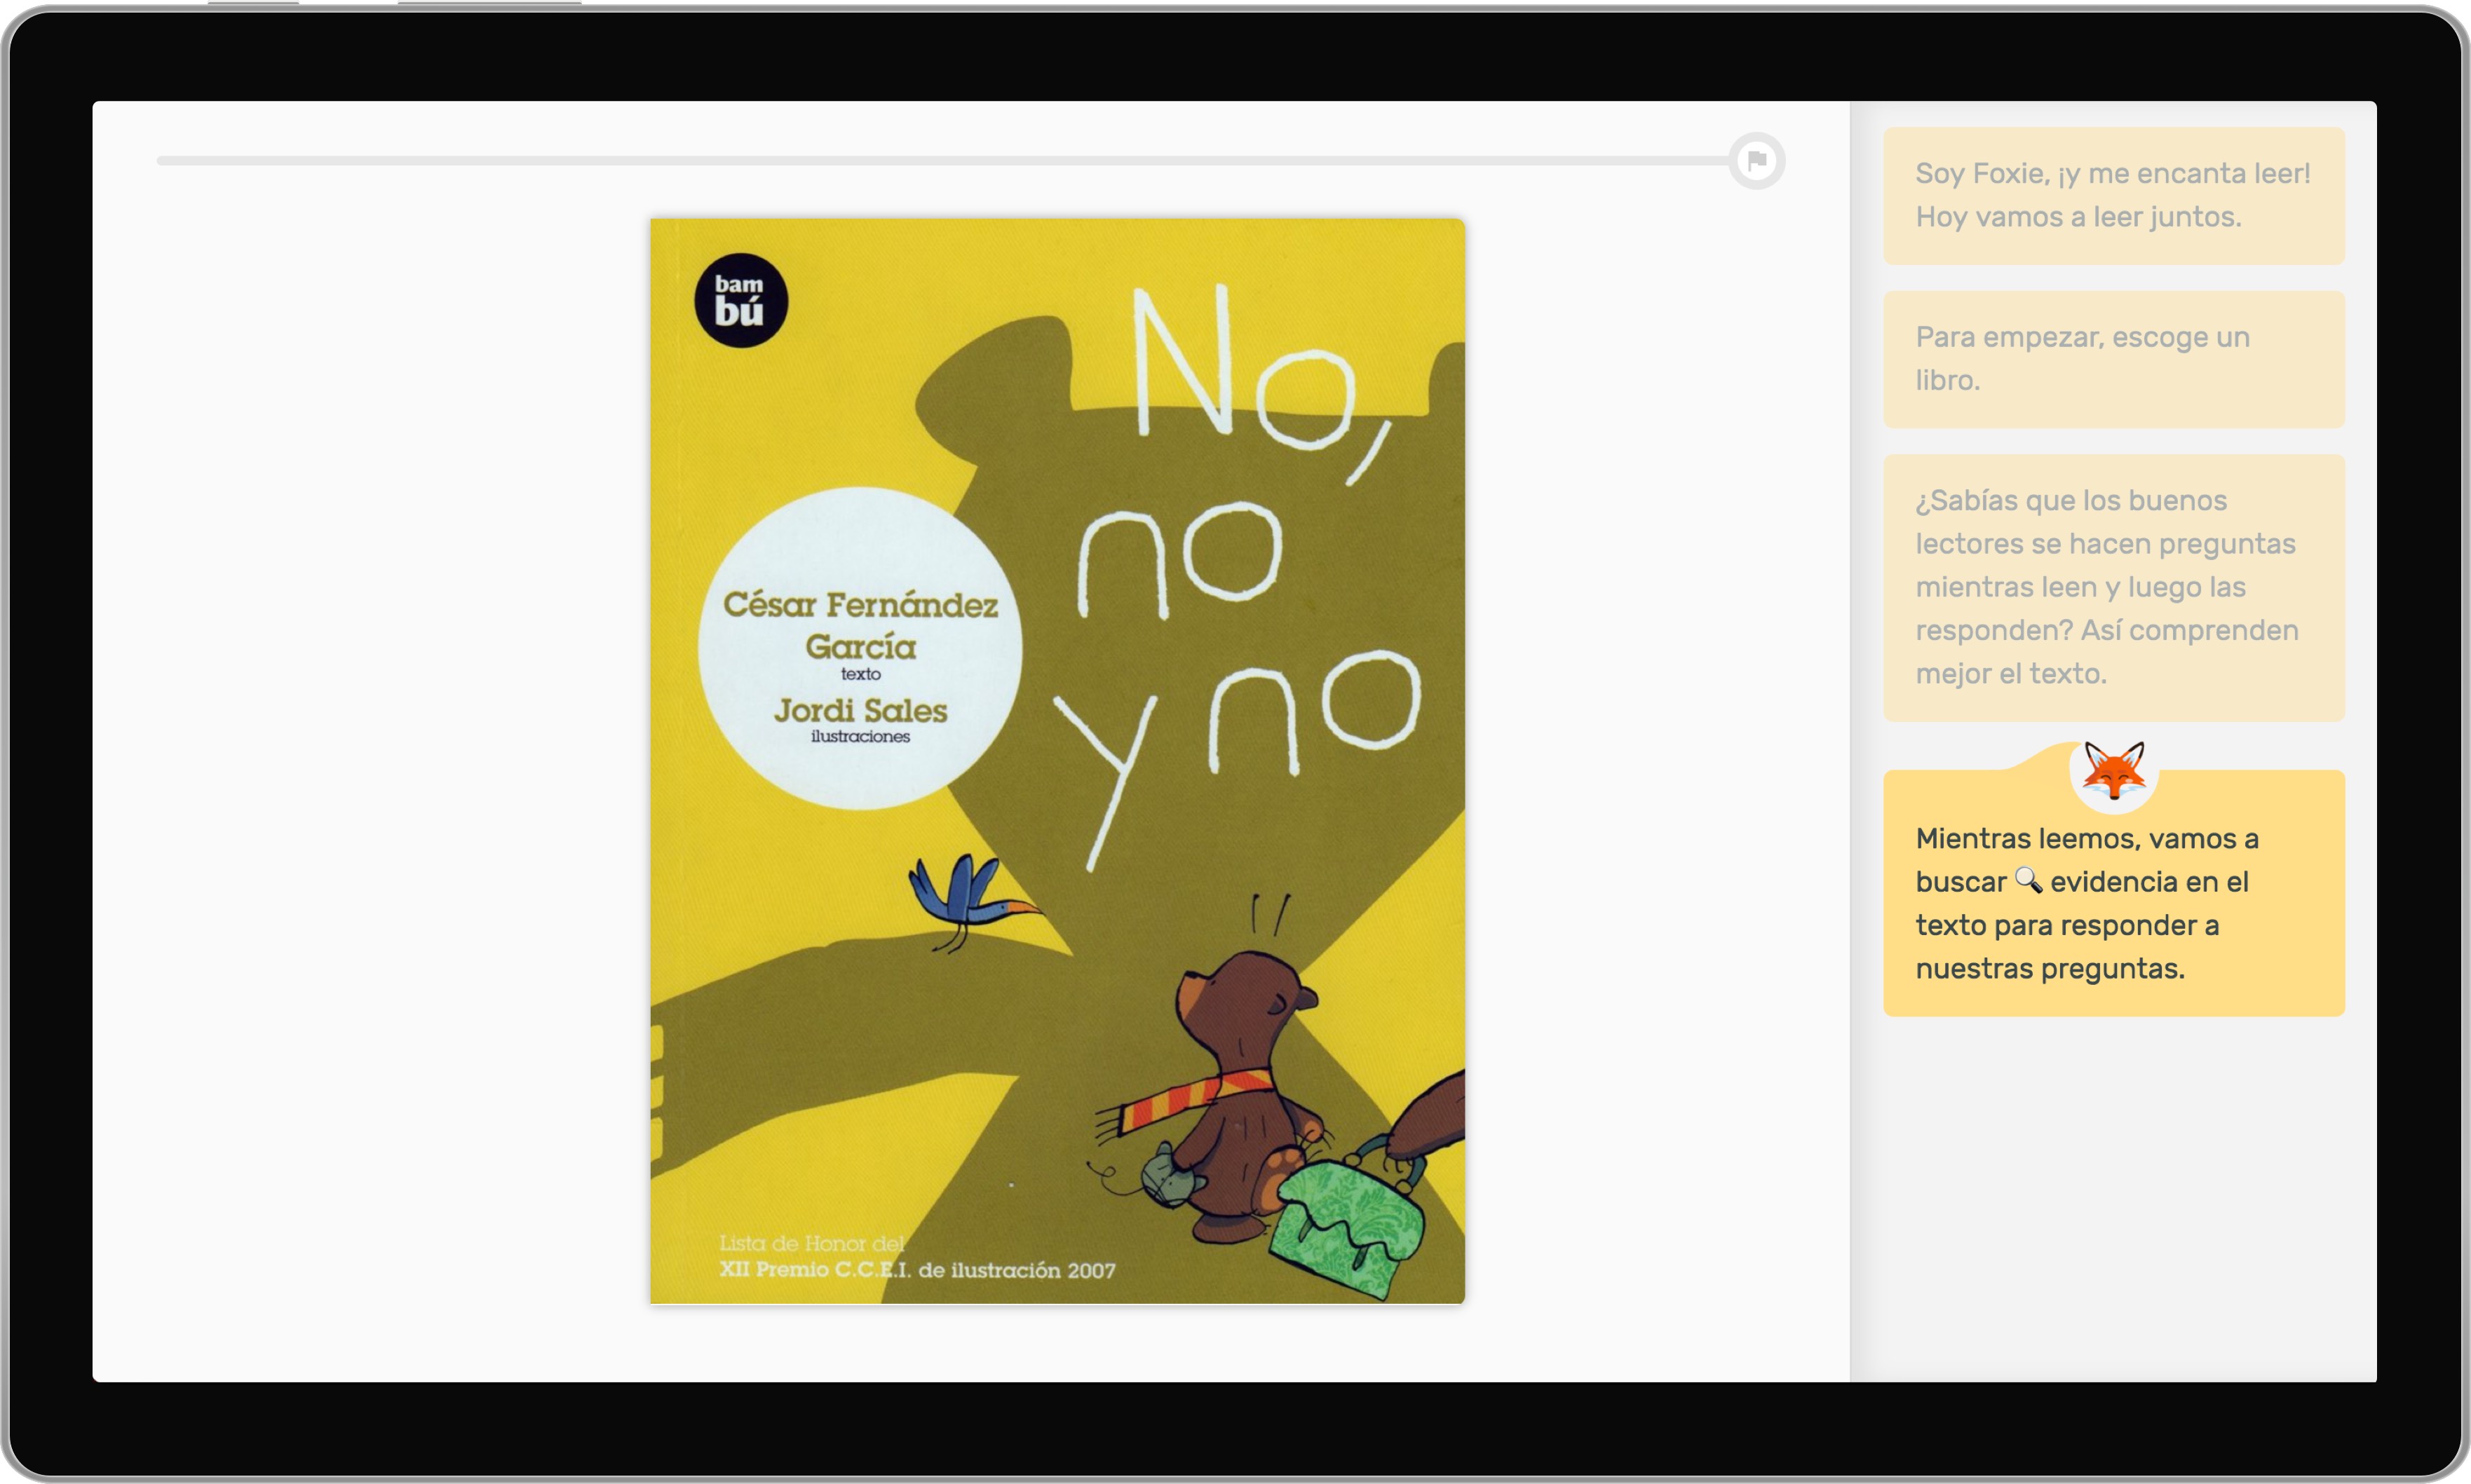 bam
bú
No,
no
y no
César Fernández
García
texto
Jordi Sales
ilustraciones
Lista de Honor del
XII Premio C.C.E.I. de ilustración 2007
Soy Foxie, ¡y me encanta leer!
Hoy vamos a leer juntos.
Para empezar, escoge un
libro.
¿Sabías que los buenos
lectores se hacen preguntas
mientras leen y luego las
responden? Así comprenden
mejor el texto.
Mientras leemos, vamos a
buscar 🔍 evidencia en el
texto para responder a
nuestras preguntas.